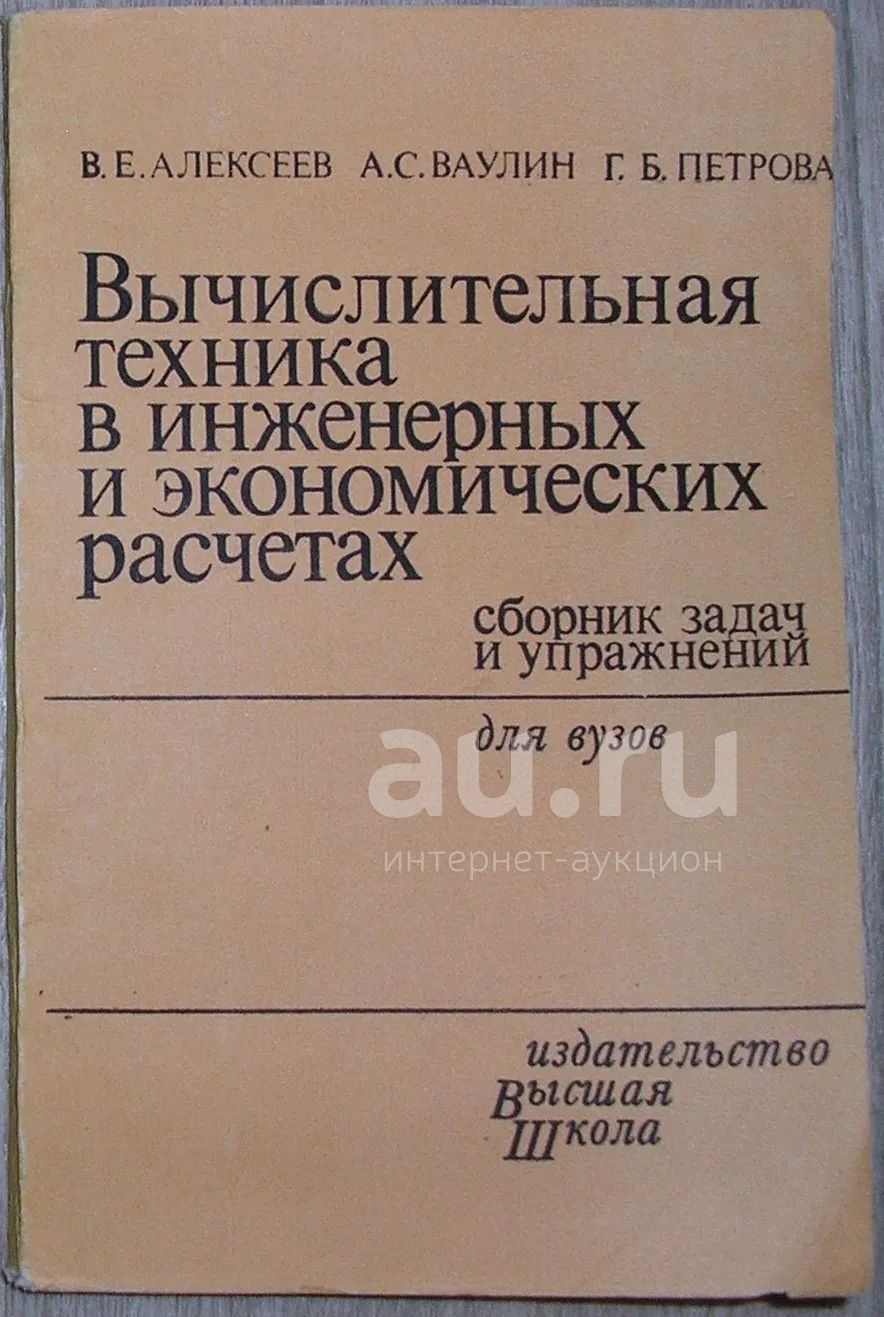 В. Е. АЛЕКСЕЕВ А. С. ВАУЛИН Г. Б. ПЕТРОВА
Вычислительная
техника
в инженерных
и экономических
расчетах
сборник задач
и упражнений
для вузов
au.ru
интернет-аукцион
издательство
Высшая
Школа